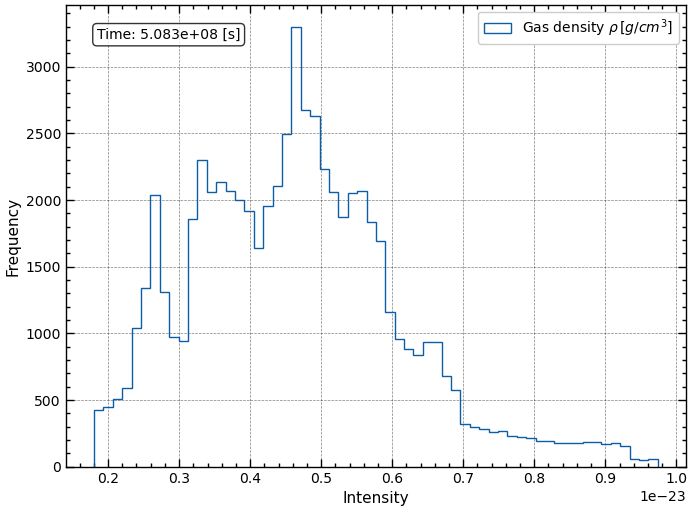 Time: 5.083e+08 [s]
Gas density ρ [g/cm³]
Frequency
3000
2500
2000
1500
1000
500
0
0.2 0.3 0.4 0.5 0.6 0.7 0.8 0.9 1.0
1e−23
Intensity